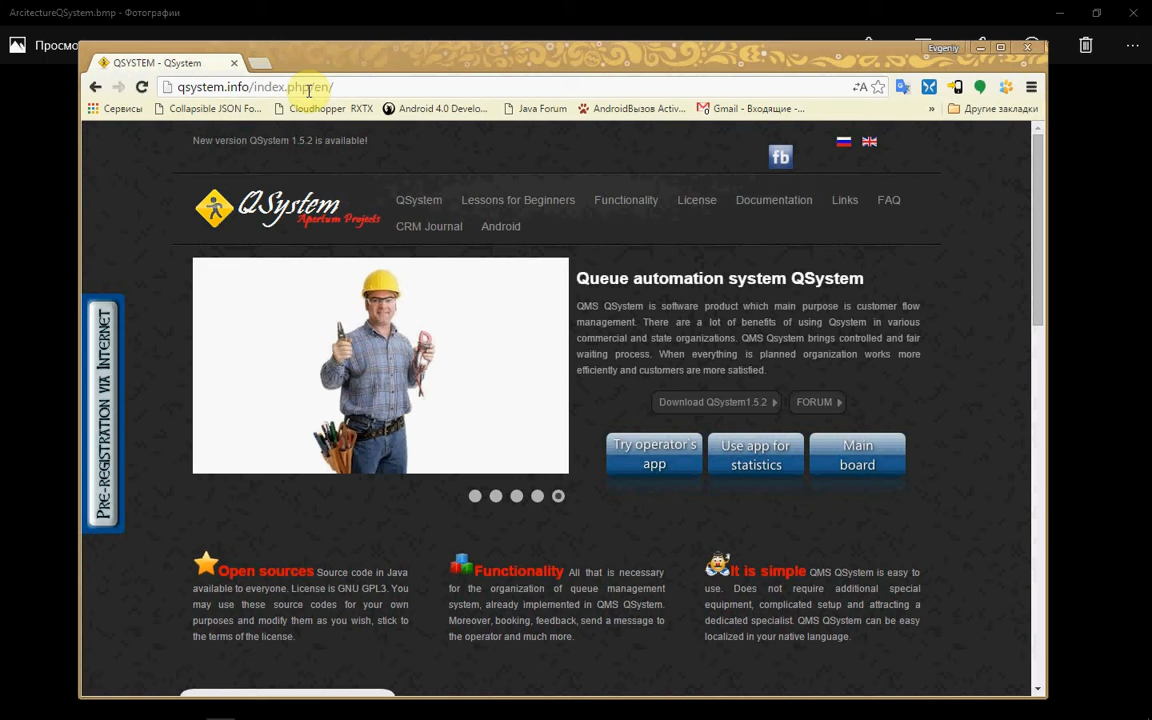 ArcitectureQSystem.bmp - Фотографии
Просмо
QSYSTEM - QSystem
Evgeniy
qsystem.info/index.php/en/
Сервисы Collapsible JSON Fo... Cloudhopper RXTX Android 4.0 Develo... Java Forum AndroidВызов Activ... Gmail - Входящие -... » Другие закладки
New version QSystem 1.5.2 is available!
fb
QSystem
Apertum Projects
QSystem Lessons for Beginners Functionality License Documentation Links FAQ
CRM Journal Android
Queue automation system QSystem
QMS QSystem is software product which main purpose is customer flow
management. There are a lot of benefits of using Qsystem in various
commercial and state organizations. QMS Qsystem brings controlled and fair
waiting process. When everything is planned organization works more
efficiently and customers are more satisfied.
Download QSystem1.5.2 FORUM
Try operator`s
app
Use app for
statistics
Main
board
Pre-registration via Internet
Open sources Source code in Java
available to everyone. License is GNU GPL3. You
may use these source codes for your own
purposes and modify them as you wish, stick to
the terms of the license.
Functionality All that is necessary
for the organization of queue management
system, already implemented in QMS QSystem.
Moreover, booking, feedback, send a message to
the operator and much more.
It is simple QMS QSystem is easy to
use. Does not require additional special
equipment, complicated setup and attracting a
dedicated specialist. QMS QSystem can be easy
localized in your native language.